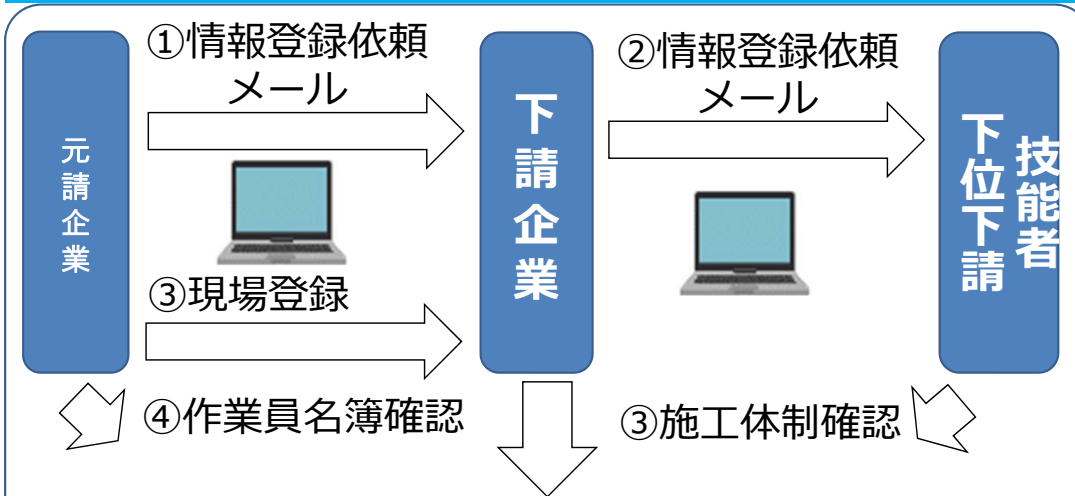 ①情報登録依頼
メール
②情報登録依頼
メール
元請企業
下請企業
技能者
下位下請
③現場登録
④作業員名簿確認
③施工体制確認